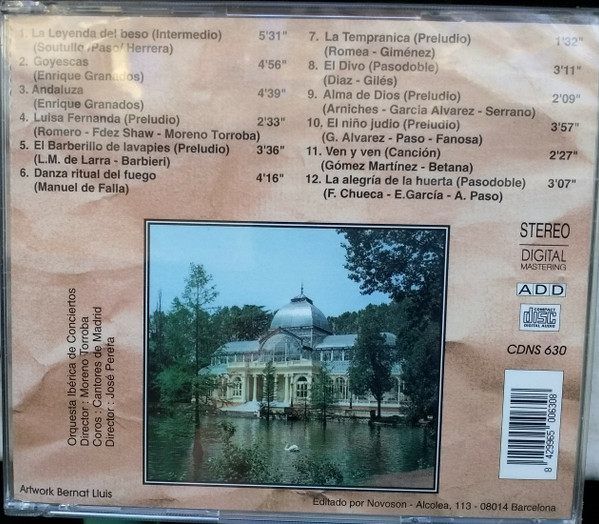 1. La Leyenda del beso (Intermedio) 5'31"
(Soutullo /Paso/ Herrera)
2. Goyescas 4'56"
(Enrique Granados)
3. Andaluza 4'39"
(Enrique Granados)
4. Luisa Fernanda (Preludio) 2'33"
(Romero - Fdez Shaw - Moreno Torroba)
5. El Barberillo de lavapies (Preludio) 3'36"
(L.M. de Larra - Barbieri)
6. Danza ritual del fuego 4'16"
(Manuel de Falla)
7. La Tempranica (Preludio) 1'32"
(Romea - Giménez)
8. El Divo (Pasodoble) 3'11"
(Diaz - Gilés)
9. Alma de Dios (Preludio) 2'09"
(Arniches - Garcia Alvarez - Serrano)
10. El niño judio (Preludio) 3'57"
(G. Alvarez - Paso - Fanosa)
11. Ven y ven (Canción) 2'27"
(Gómez Martínez - Betana)
12. La alegría de la huerta (Pasodoble) 3'07"
(F. Chueca - E.García - A. Paso)
STEREO
DIGITAL
MASTERING
ADD
COMPACT
disc
DIGITAL AUDIO
CDNS 630
8 429965 006308
Orquesta Ibérica de Conciertos
Director : Moreno Torroba
Coros : Cantores de Madrid
Director : José Perera
Artwork Bernat Lluís
Editado por Novoson - Alcolea, 113 - 08014 Barcelona